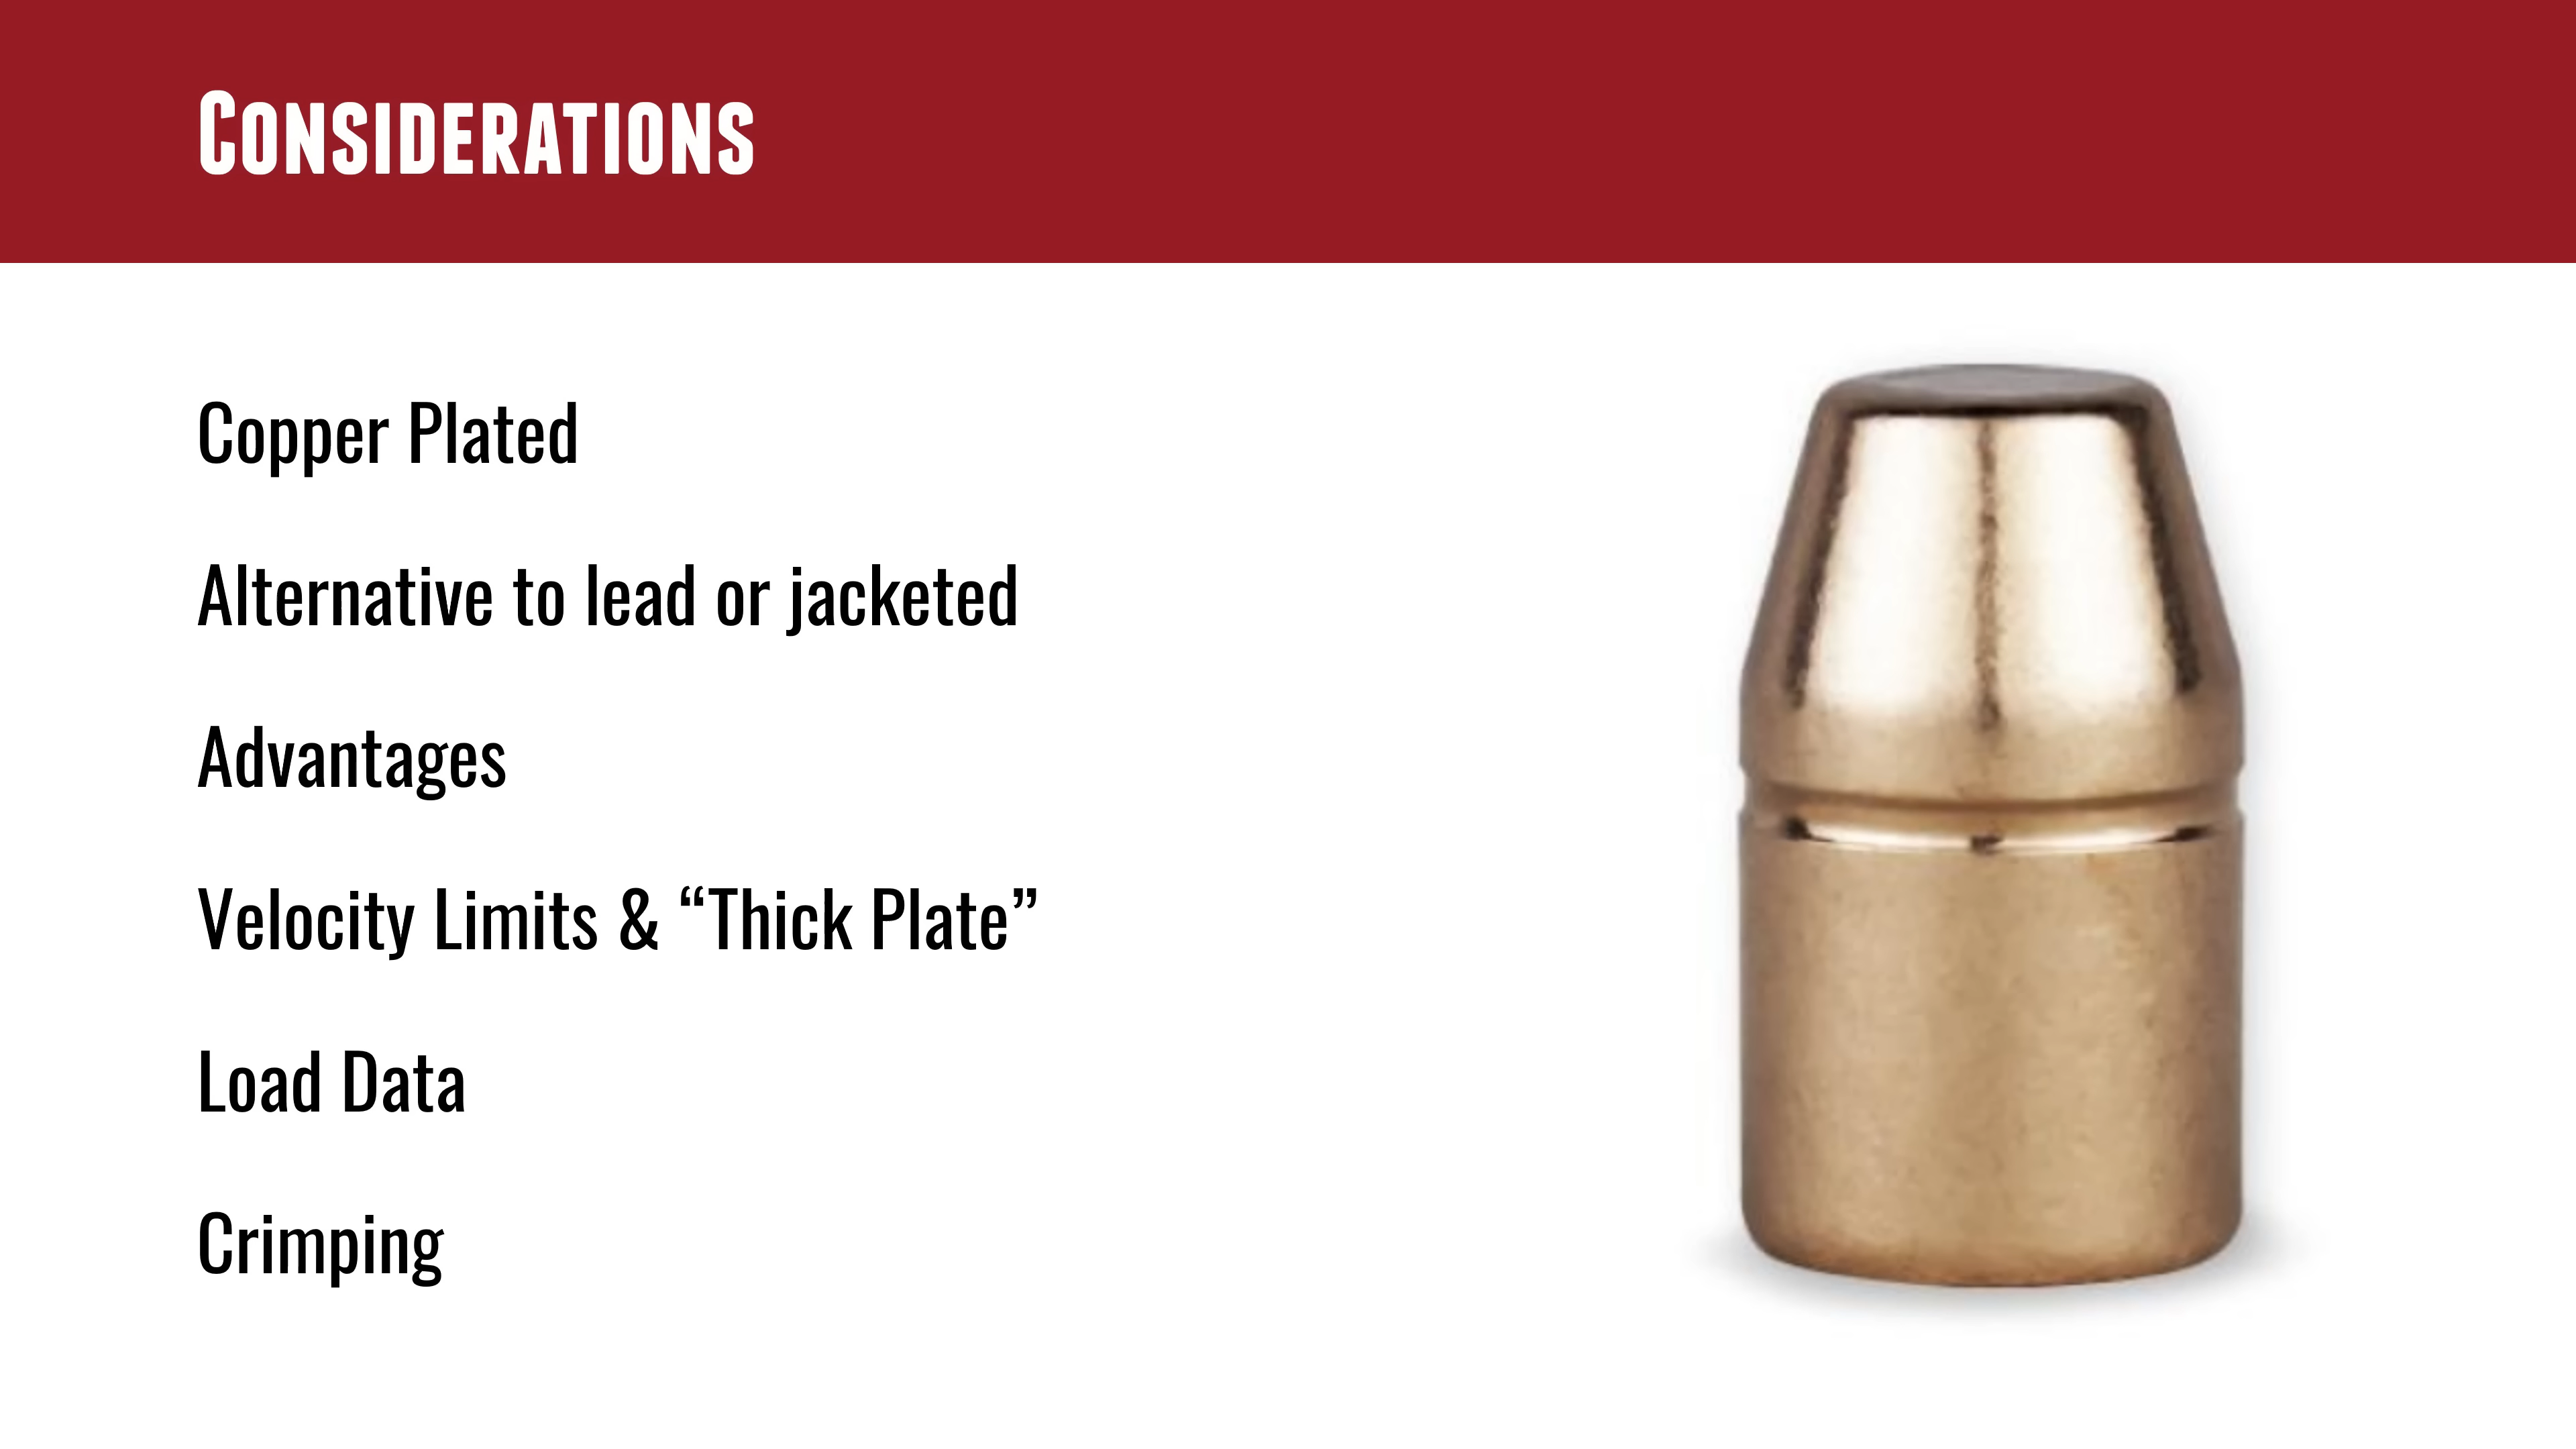 Considerations
Copper Plated
Alternative to lead or jacketed
Advantages
Velocity Limits & “Thick Plate”
Load Data
Crimping